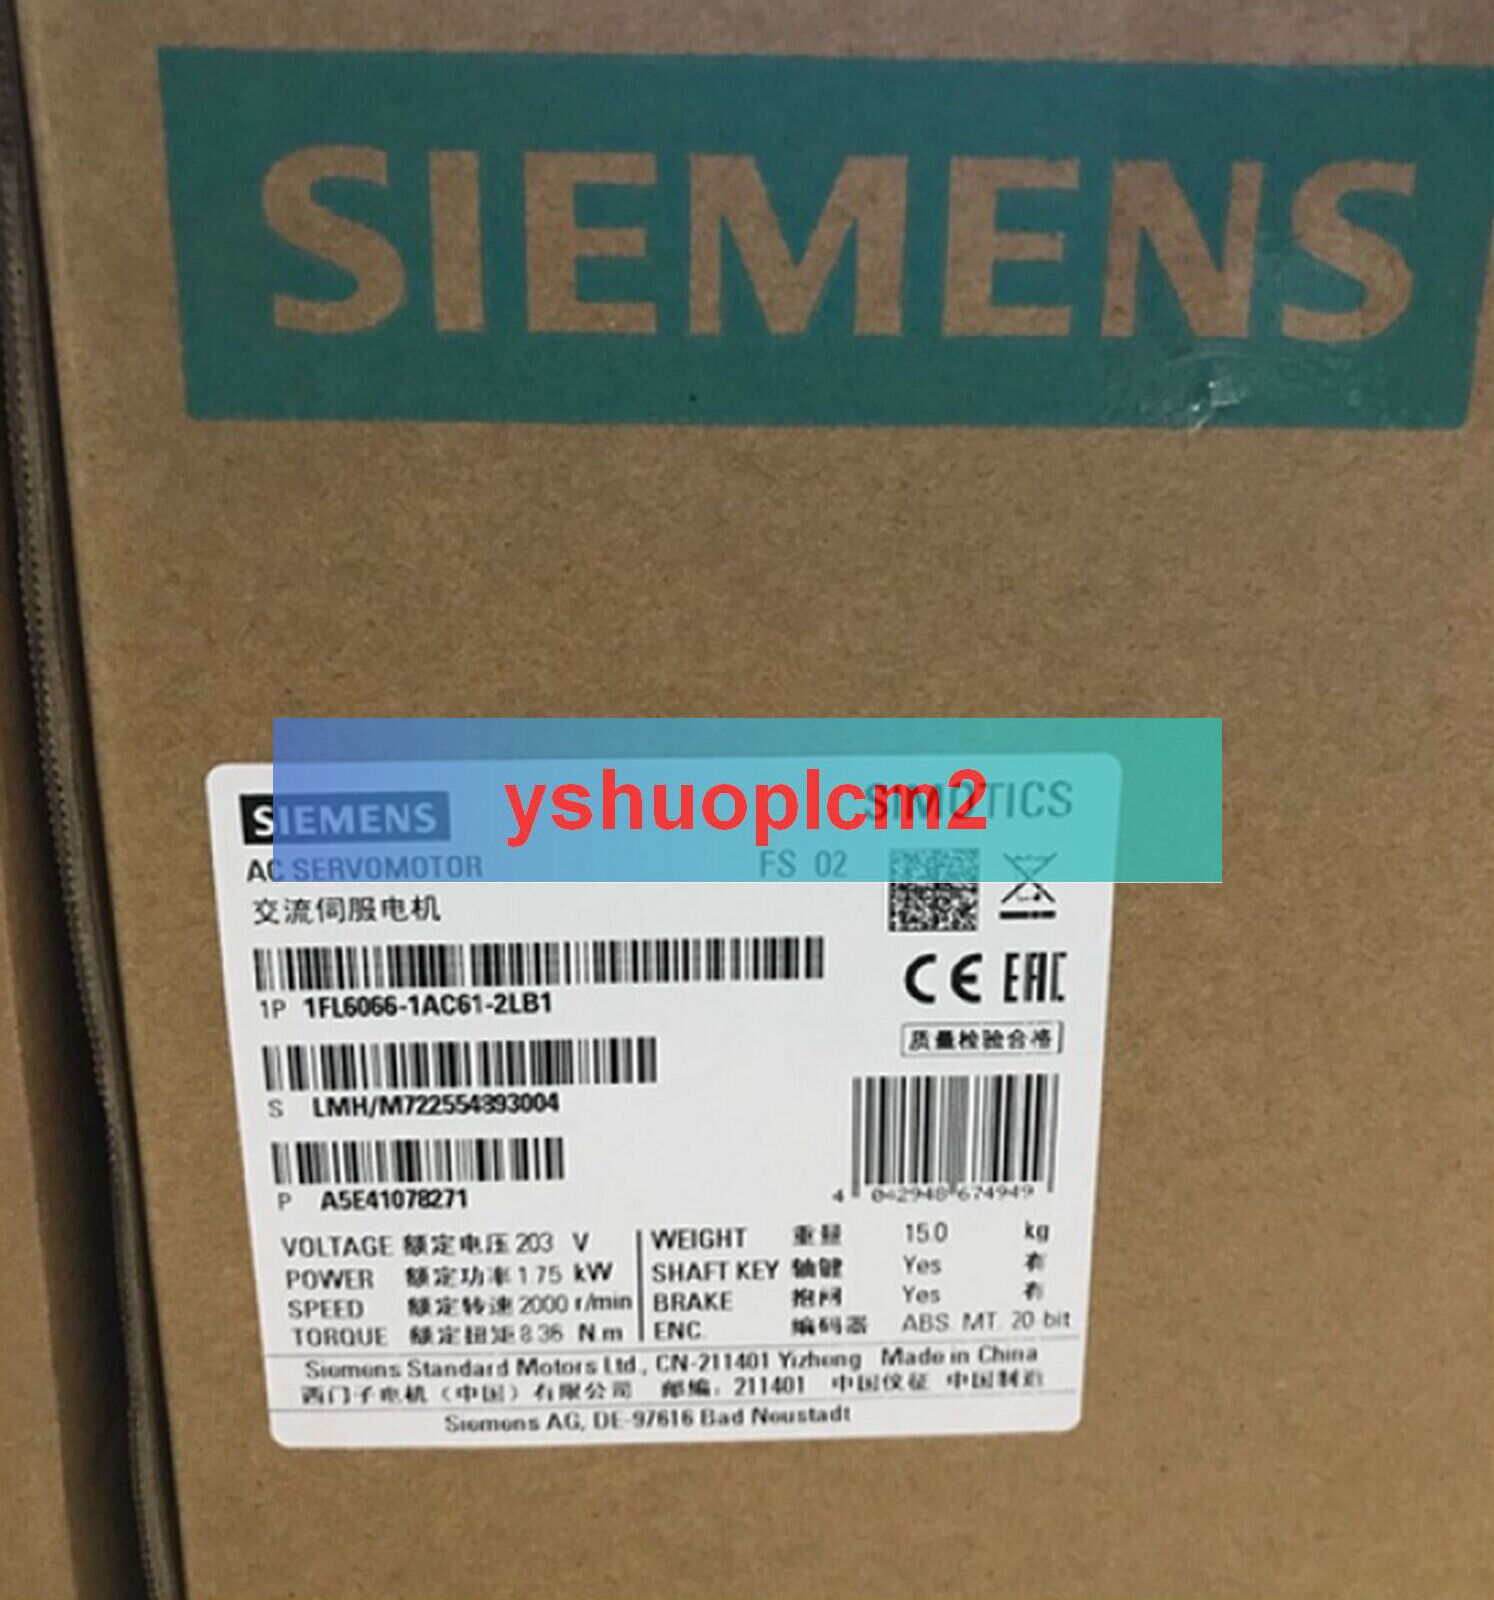 SIEMENS
yshuoplcm2
SIEMENS SIMOTICS
AC SERVOMOTOR FS 02
交流伺服电机
1P 1FL6066-1AC61-2LB1
CE EAC
质量检验合格
S LMH/M722554893004
P A5E41078271
4 042948 674949
VOLTAGE 额定电压 203 V WEIGHT 重量 15.0 kg
POWER 额定功率 1.75 kW SHAFT KEY 轴键 Yes 有
SPEED 额定转速 2000 r/min BRAKE 抱闸 Yes 有
TORQUE 额定扭矩 8.36 N m ENC. 编码器 ABS. MT. 20-bit
Siemens Standard Motors Ltd., CN-211401 Yizheng Made in China
西门子电机（中国）有限公司 邮编：211401 中国仪征 中国制造
Siemens AG, DE-97616 Bad Neustadt